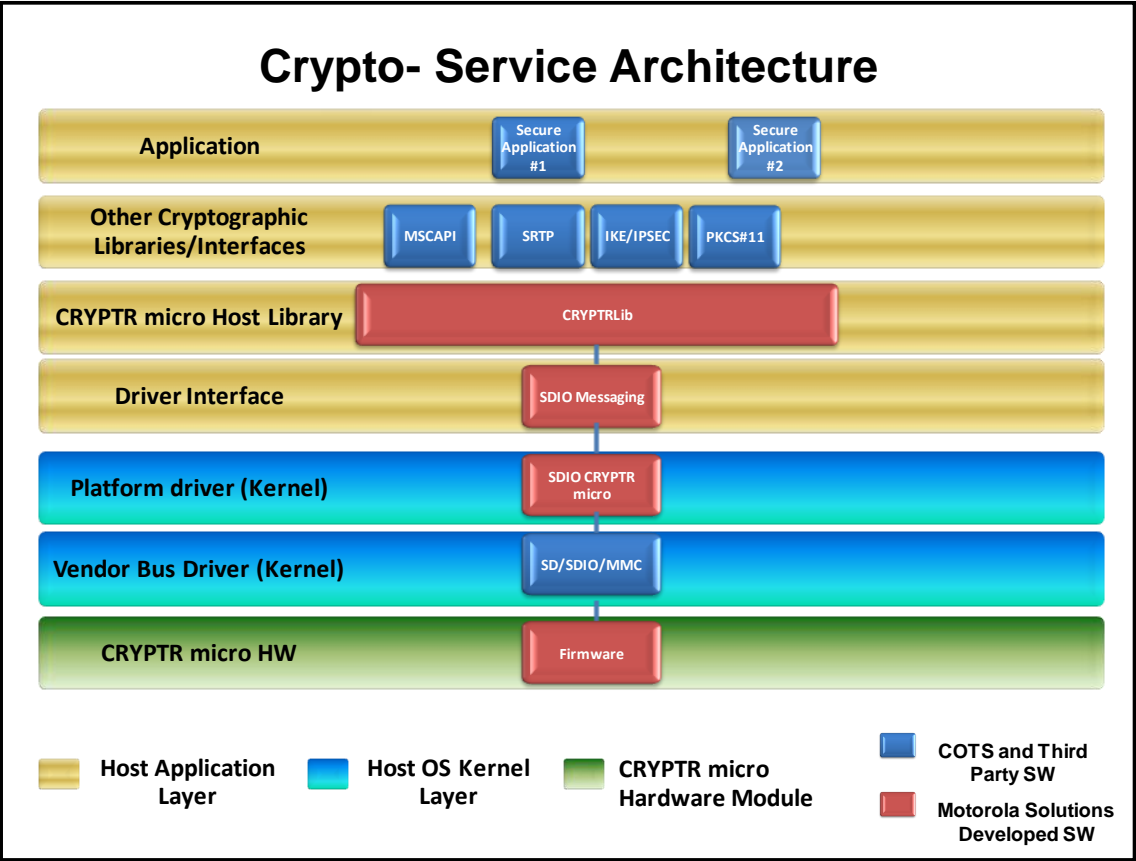 Crypto- Service Architecture
Application
Secure
Application
#1
Secure
Application
#2
Other Cryptographic
Libraries/Interfaces
MSCAPI
SRTP
IKE/IPSEC
PKCS#11
CRYPTR micro Host Library
CRYPTRLib
Driver Interface
SDIO Messaging
Platform driver (Kernel)
SDIO CRYPTR
micro
Vendor Bus Driver (Kernel)
SD/SDIO/MMC
CRYPTR micro HW
Firmware
Host Application
Layer
Host OS Kernel
Layer
CRYPTR micro
Hardware Module
COTS and Third
Party SW
Motorola Solutions
Developed SW